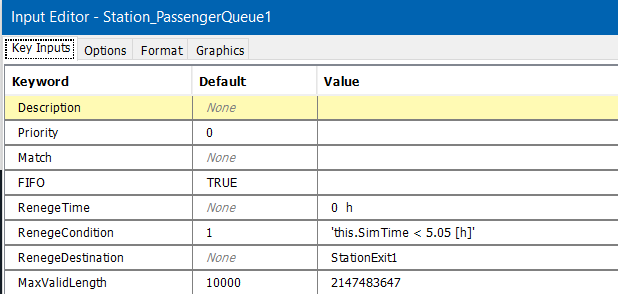 Input Editor - Station_PassengerQueue1
Key Inputs Options Format Graphics
Keyword Default Value
Description None
Priority 0
Match None
FIFO TRUE
RenegeTime None 0 h
RenegeCondition 1 'this.SimTime < 5.05 [h]'
RenegeDestination None StationExit1
MaxValidLength 10000 2147483647